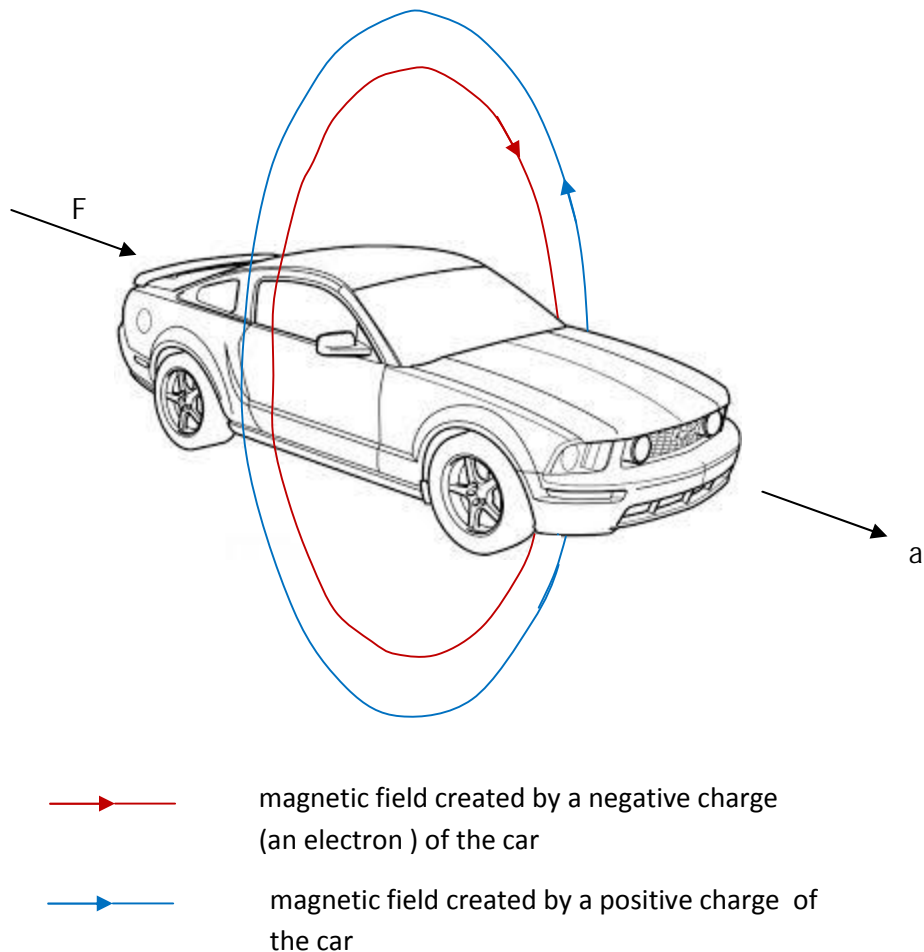 F
a
magnetic field created by a negative charge
(an electron ) of the car
magnetic field created by a positive charge of
the car